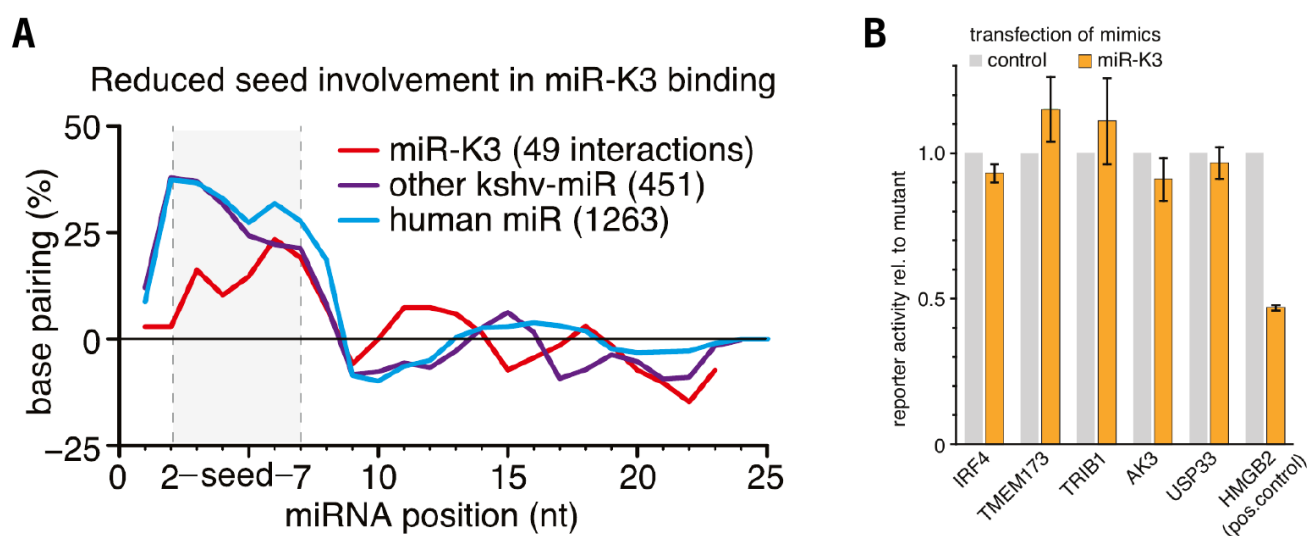 A
Reduced seed involvement in miR-K3 binding
50
25
0
−25
base pairing (%)
miR-K3 (49 interactions)
other kshv-miR (451)
human miR (1263)
0
2–seed–7
10
15
20
25
miRNA position (nt)
B
transfection of mimics
control
miR-K3
1.0
0.5
0
reporter activity rel. to mutant
IRF4
TMEM173
TRIB1
AK3
USP33
HMGB2
(pos.control)